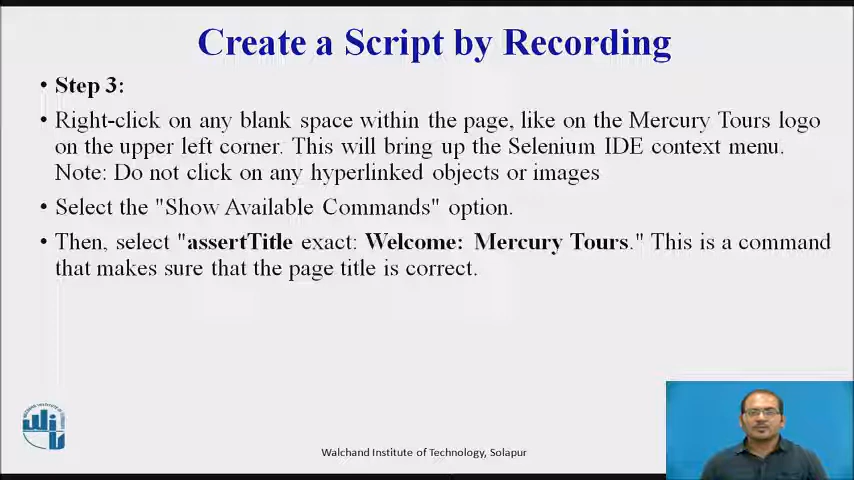 Create a Script by Recording
• Step 3:
• Right-click on any blank space within the page, like on the Mercury Tours logo
on the upper left corner. This will bring up the Selenium IDE context menu.
Note: Do not click on any hyperlinked objects or images
• Select the "Show Available Commands" option.
• Then, select "assertTitle exact: Welcome: Mercury Tours." This is a command
that makes sure that the page title is correct.
Walchand Institute of Technology, Solapur